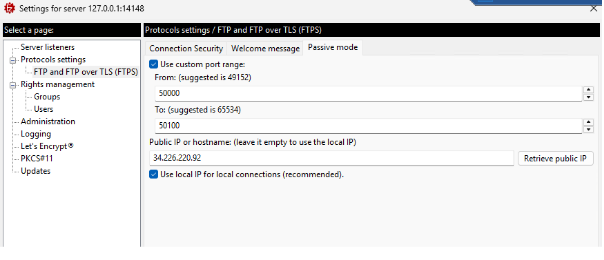 Settings for server 127.0.0.1:14148
Select a page:
Server listeners
Protocols settings
FTP and FTP over TLS (FTPS)
Rights management
Groups
Users
Administration
Logging
Let's Encrypt®
PKCS#11
Updates
Protocols settings / FTP and FTP over TLS (FTPS)
Connection Security Welcome message Passive mode
Use custom port range:
From: (suggested is 49152)
50000
To: (suggested is 65534)
50100
Public IP or hostname: (leave it empty to use the local IP)
34.226.220.92 Retrieve public IP
Use local IP for local connections (recommended).